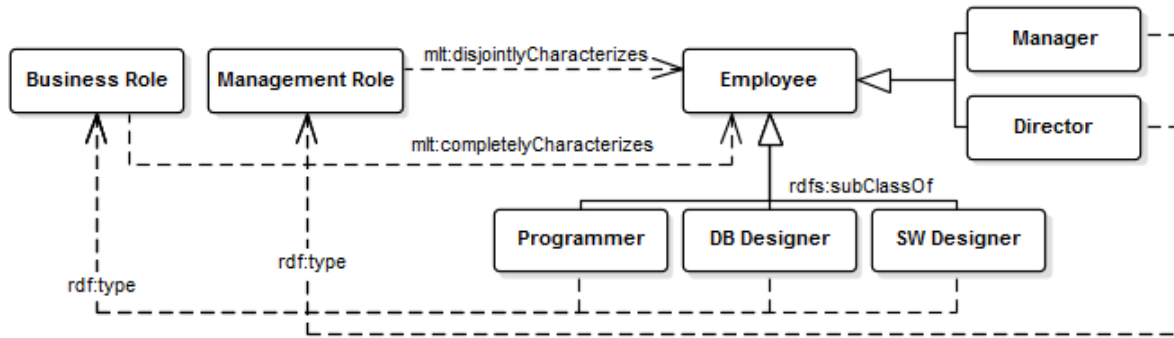 Manager
mlt:disjointlyCharacterizes
Business Role
Management Role
Employee
Director
mlt:completelyCharacterizes
rdfs:subClassOf
Programmer
DB Designer
SW Designer
rdf:type
rdf:type